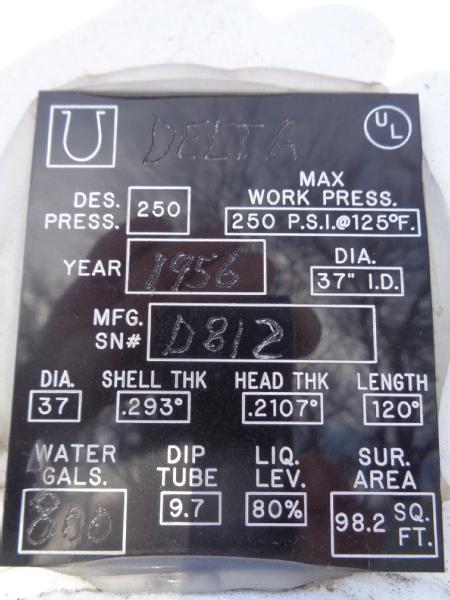 U DELTA UL
DES. PRESS. 250
MAX WORK PRESS.
250 P.S.I.@125°F.
YEAR 1956
DIA.
37" I.D.
MFG. SN# D812
DIA. SHELL THK HEAD THK LENGTH
37 .293° .2107° 120°
WATER GALS. DIP TUBE LIQ. LEV. SUR. AREA
800 9.7 80% 98.2 SQ. FT.